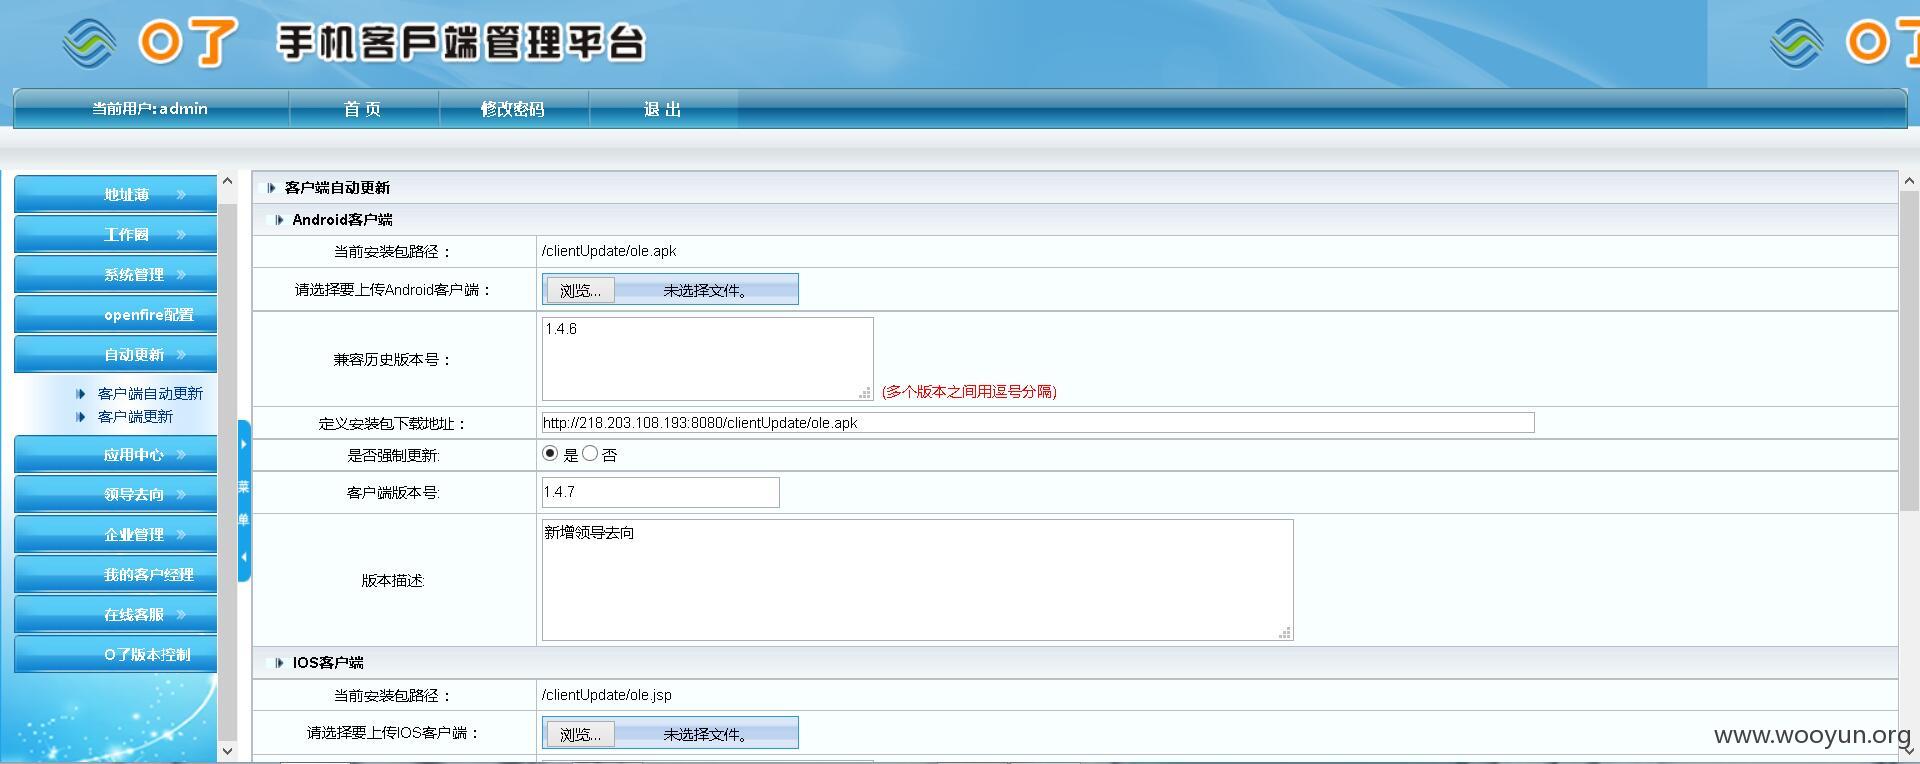 O了 手机客户端管理平台
O了
当前用户:admin 首 页 修改密码 退 出
地址薄
工作圈
系统管理
openfire配置
自动更新
客户端自动更新
客户端更新
应用中心
领导去向
企业管理
我的客户经理
在线客服
O了版本控制
菜单
客户端自动更新
Android客户端
当前安装包路径: /clientUpdate/ole.apk
请选择要上传Android客户端: 浏览... 未选择文件。
兼容历史版本号: 1.4.6 (多个版本之间用逗号分隔)
定义安装包下载地址: http://218.203.108.193:8080/clientUpdate/ole.apk
是否强制更新: 是 否
客户端版本号: 1.4.7
版本描述: 新增领导去向
IOS客户端
当前安装包路径: /clientUpdate/ole.jsp
请选择要上传IOS客户端: 浏览... 未选择文件。
www.wooyun.org